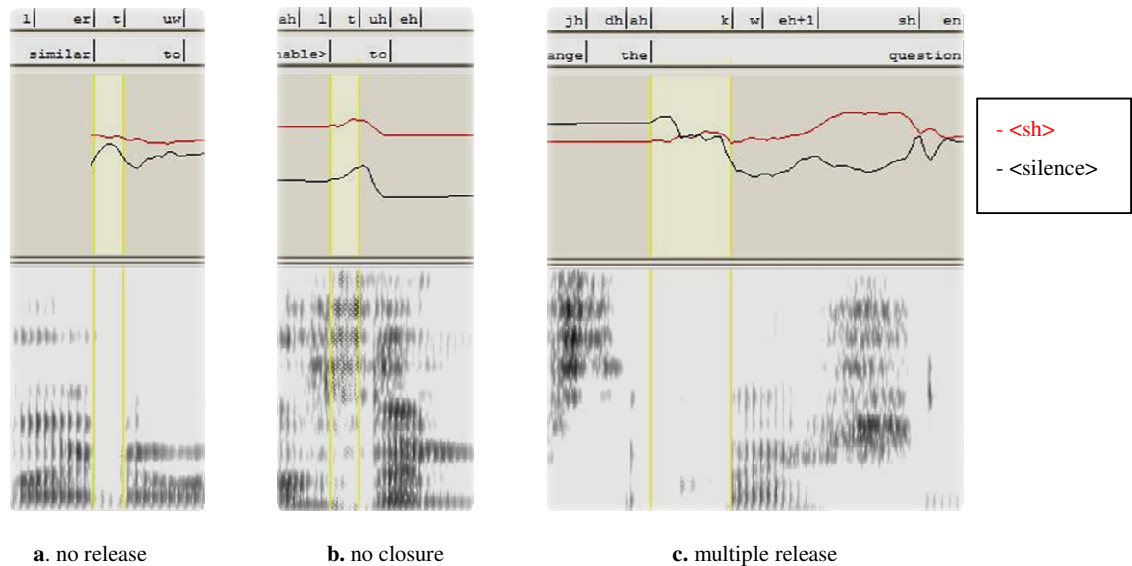 l er t uw
similar to
ah l t uh eh
nable> to
jh dh ah k w eh+1 sh en
ange the question
- <sh>
- <silence>
a. no release
b. no closure
c. multiple release